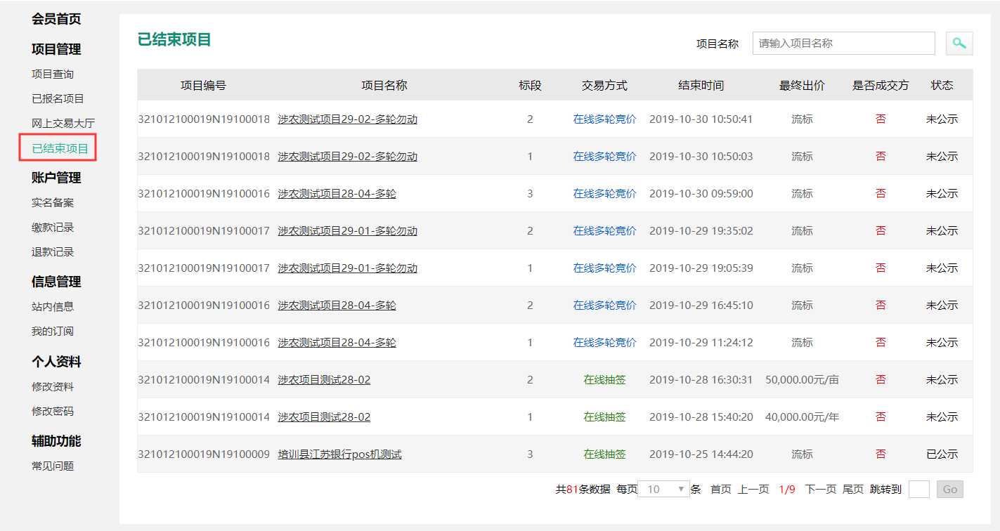 会员首页
项目管理
项目查询
已报名项目
网上交易大厅
已结束项目
账户管理
实名备案
缴款记录
退款记录
信息管理
站内信息
我的订阅
个人资料
修改资料
修改密码
辅助功能
常见问题
已结束项目
项目名称 请输入项目名称
项目编号 项目名称 标段 交易方式 结束时间 最终出价 是否成交方 状态
321012100019N19100018 涉农测试项目29-02-多轮勿动 2 在线多轮竞价 2019-10-30 10:50:41 流标 否 未公示
321012100019N19100018 涉农测试项目29-02-多轮勿动 1 在线多轮竞价 2019-10-30 10:50:03 流标 否 未公示
321012100019N19100016 涉农测试项目28-04-多轮 3 在线多轮竞价 2019-10-30 09:59:00 流标 否 未公示
321012100019N19100017 涉农测试项目29-01-多轮勿动 2 在线多轮竞价 2019-10-29 19:35:02 流标 否 未公示
321012100019N19100017 涉农测试项目29-01-多轮勿动 1 在线多轮竞价 2019-10-29 19:05:39 流标 否 未公示
321012100019N19100016 涉农测试项目28-04-多轮 2 在线多轮竞价 2019-10-29 16:45:10 流标 否 未公示
321012100019N19100016 涉农测试项目28-04-多轮 1 在线多轮竞价 2019-10-29 11:24:12 流标 否 未公示
321012100019N19100014 涉农项目测试28-02 2 在线抽签 2019-10-28 16:30:31 50,000.00元/亩 否 未公示
321012100019N19100014 涉农项目测试28-02 1 在线抽签 2019-10-28 15:40:20 40,000.00元/年 否 未公示
321012100019N19100009 培训县江苏银行pos机测试 3 在线抽签 2019-10-25 14:44:20 流标 否 已公示
共81条数据 每页 10 条 首页 上一页 1/9 下一页 尾页 跳转到 Go